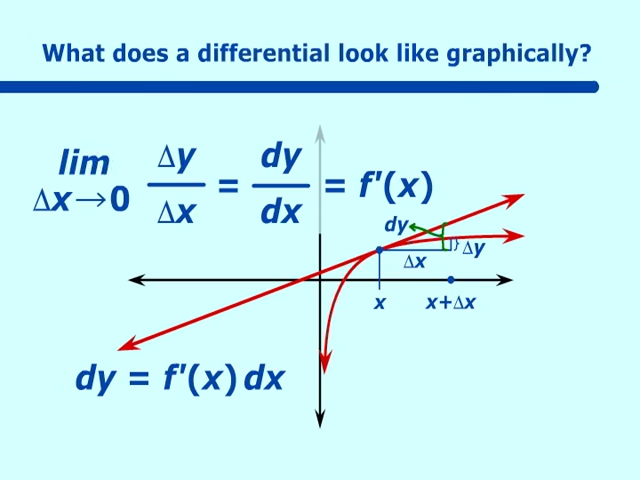 What does a differential look like graphically?
lim Δx→0 Δy/Δx = dy/dx = f'(x)
dy
} Δy
Δx
x
x+Δx
dy = f'(x) dx